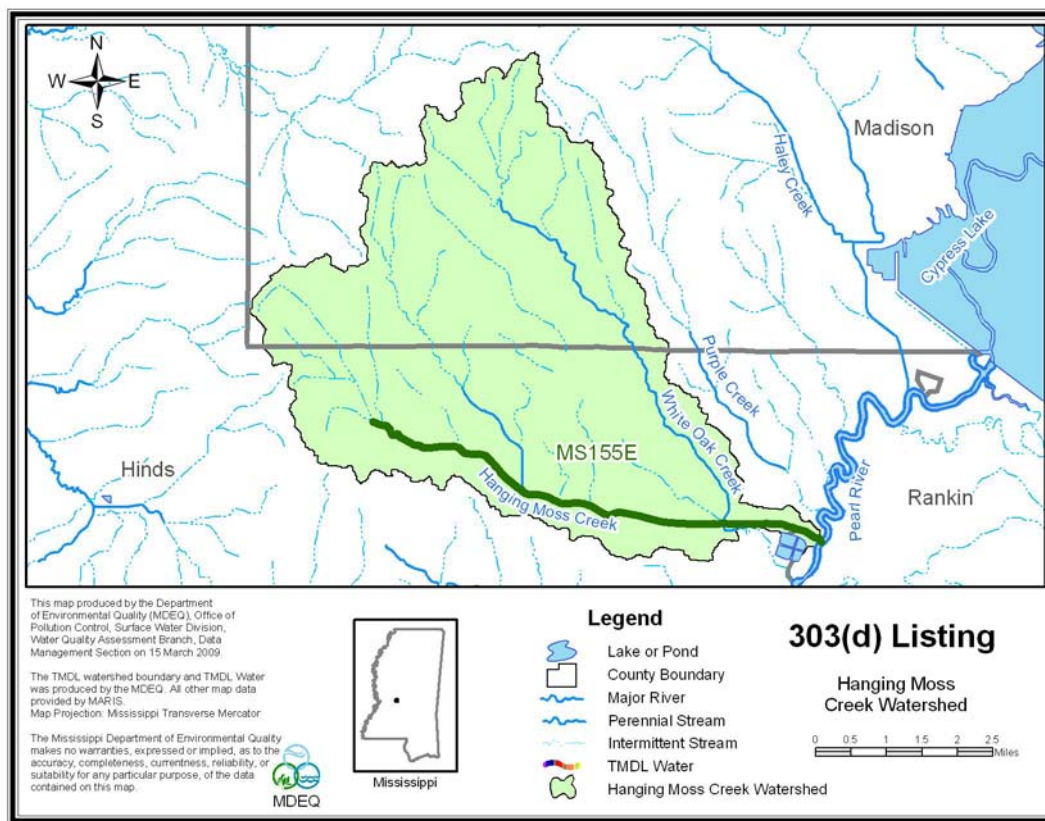 N
W E
S
Madison
Haley Creek
Cypress Lake
Purple Creek
White Oak Creek
MS155E
Hinds
Hanging Moss Creek
Pearl River
Rankin
This map produced by the Department
of Environmental Quality (MDEQ), Office of
Pollution Control, Surface Water Division,
Water Quality Assessment Branch, Data
Management Section on 15 March 2009.
The TMDL watershed boundary and TMDL Water
was produced by the MDEQ. All other map data
provided by MARIS.
Map Projection: Mississippi Transverse Mercator
The Mississippi Department of Environmental Quality
makes no warranties, expressed or implied, as to the
accuracy, completeness, currentness, reliability, or
suitability for any particular purpose, of the data
contained on this map.
MDEQ
Mississippi
Legend
Lake or Pond
County Boundary
Major River
Perennial Stream
Intermittent Stream
TMDL Water
Hanging Moss Creek Watershed
303(d) Listing
Hanging Moss
Creek Watershed
0 0.5 1 1.5 2 2.5
Miles